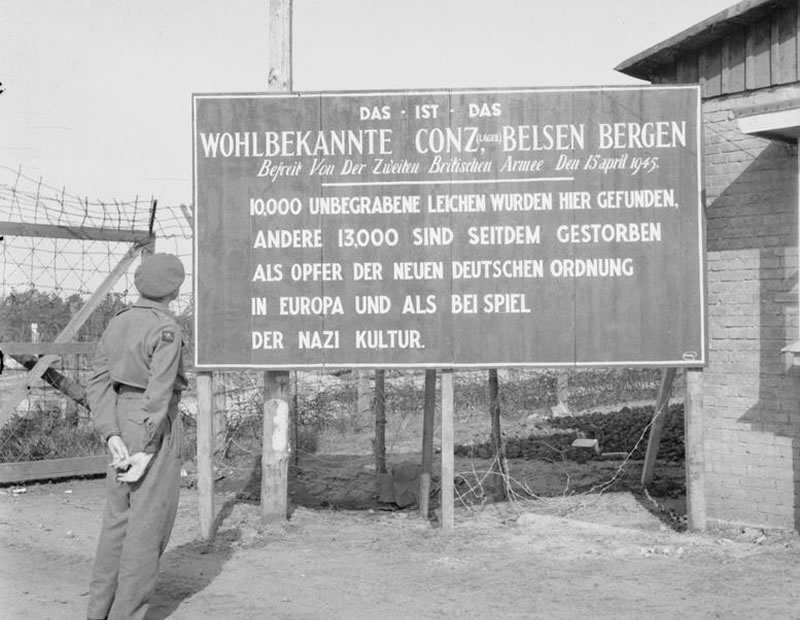 DAS · IST · DAS
WOHLBEKANNTE CONZ,(LAGER) BELSEN BERGEN
Befreit Von Der Zweiten Britischen Armee Den 15 april 1945.
10,000 UNBEGRABENE LEICHEN WURDEN HIER GEFUNDEN,
ANDERE 13,000 SIND SEITDEM GESTORBEN
ALS OPFER DER NEUEN DEUTSCHEN ORDNUNG
IN EUROPA UND ALS BEI SPIEL
DER NAZI KULTUR.